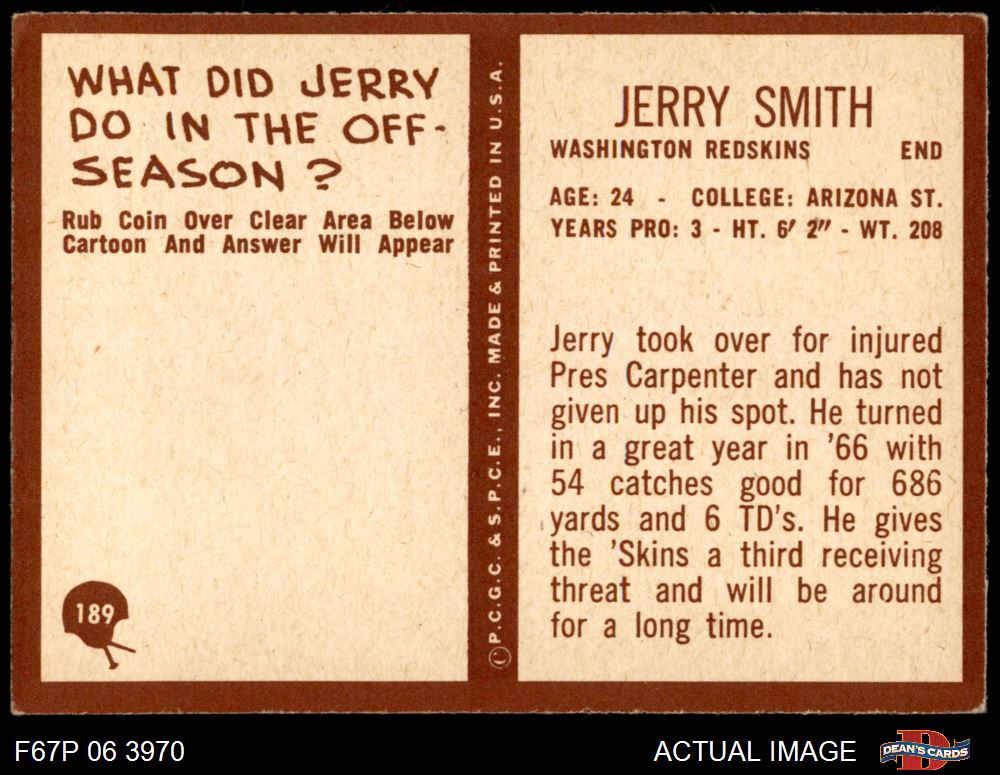 WHAT DID JERRY
DO IN THE OFF-
SEASON ?
Rub Coin Over Clear Area Below
Cartoon And Answer Will Appear
189
© P.C.G.C. & S.P.C.E., INC. MADE & PRINTED IN U.S.A.
JERRY SMITH
WASHINGTON REDSKINS END
AGE: 24 - COLLEGE: ARIZONA ST.
YEARS PRO: 3 - HT. 6′ 2″ - WT. 208
Jerry took over for injured
Pres Carpenter and has not
given up his spot. He turned
in a great year in '66 with
54 catches good for 686
yards and 6 TD's. He gives
the 'Skins a third receiving
threat and will be around
for a long time.
F67P 06 3970
ACTUAL IMAGE
D
DEAN'S CARDS